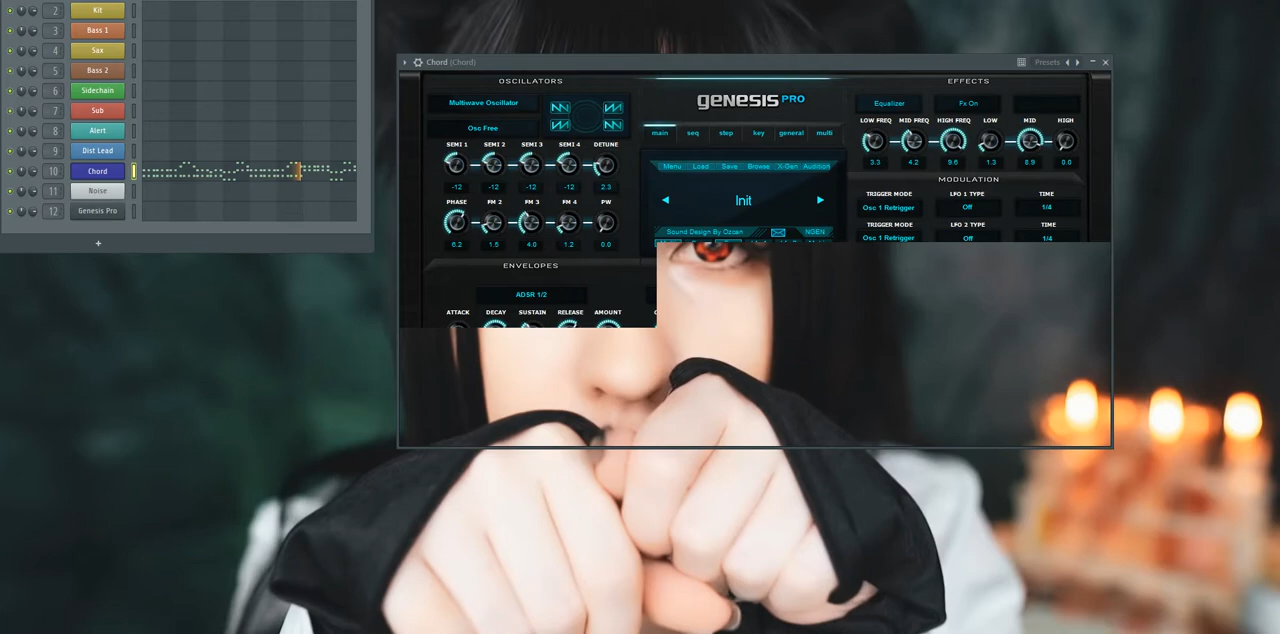 2 Kit
3 Bass 1
4 Sax
5 Bass 2
6 Sidechain
7 Sub
8 Alert
9 Dist Lead
10 Chord
11 Noise
12 Genesis Pro
+
Chord (Chord) Presets
OSCILLATORS
Multiwave Oscillator
Osc Free
SEMI 1 SEMI 2 SEMI 3 SEMI 4 DETUNE
-12 -12 -12 -12 2.3
PHASE FM 2 FM 3 FM 4 PW
6.2 1.5 4.0 1.2 0.0
ENVELOPES
ADSR 1/2
ATTACK DECAY SUSTAIN RELEASE AMOUNT
genesis PRO
main seq step key general multi
Menu Load Save Browse X-Gen Audition
Init
Sound Design By Ozcan NGEN
EFFECTS
Equalizer Fx On
LOW FREQ MID FREQ HIGH FREQ LOW MID HIGH
3.3 4.2 9.6 1.3 8.9 0.0
MODULATION
TRIGGER MODE LFO 1 TYPE TIME
Osc 1 Retrigger Off 1/4
TRIGGER MODE LFO 2 TYPE TIME
Osc 1 Retrigger Off 1/4